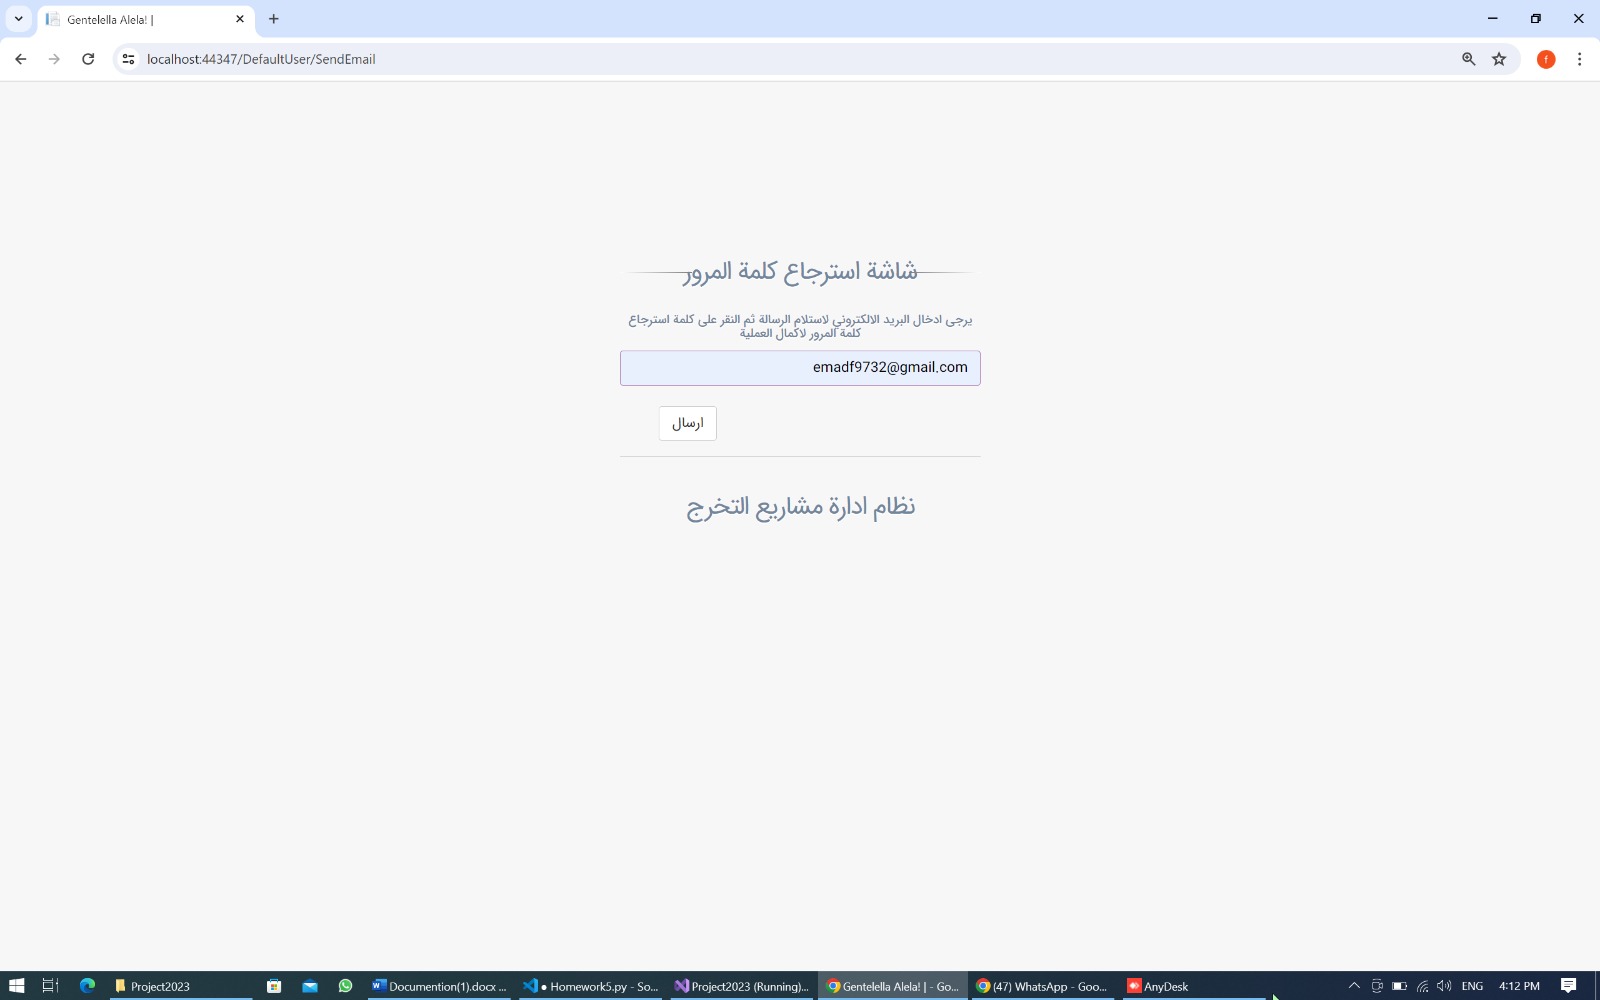 Gentelella Alela! |
localhost:44347/DefaultUser/SendEmail
f
شاشة استرجاع كلمة المرور
يرجى ادخال البريد الالكتروني لاستلام الرسالة ثم النقر على كلمة استرجاع
كلمة المرور لاكمال العملية
emadf9732@gmail.com
ارسال
نظام ادارة مشاريع التخرج
Project2023
Documention(1).docx ...
● Homework5.py - So...
Project2023 (Running)...
Gentelella Alela! | - Go...
(47) WhatsApp - Goo...
AnyDesk
ENG
4:12 PM